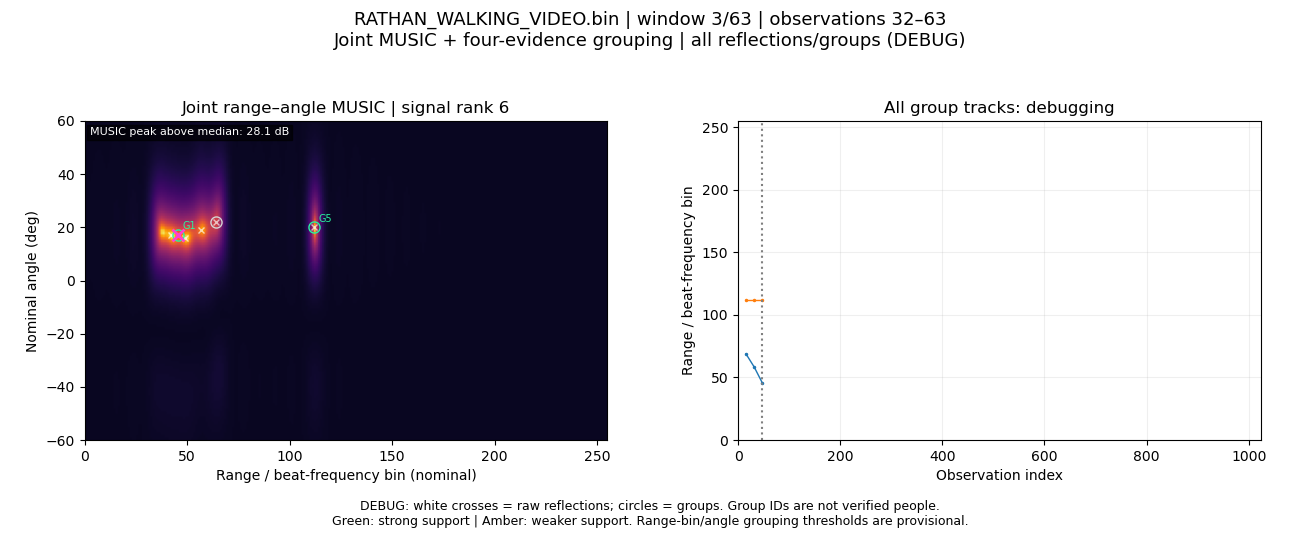 RATHAN_WALKING_VIDEO.bin | window 3/63 | observations 32–63
Joint MUSIC + four-evidence grouping | all reflections/groups (DEBUG)
Joint range–angle MUSIC | signal rank 6
MUSIC peak above median: 28.1 dB
60
40
20
0
−20
−40
−60
Nominal angle (deg)
G1
G5
0
50
100
150
200
250
Range / beat-frequency bin (nominal)
All group tracks: debugging
250
200
150
100
50
0
Range / beat-frequency bin
0
200
400
600
800
1000
Observation index
DEBUG: white crosses = raw reflections; circles = groups. Group IDs are not verified people.
Green: strong support | Amber: weaker support. Range-bin/angle grouping thresholds are provisional.